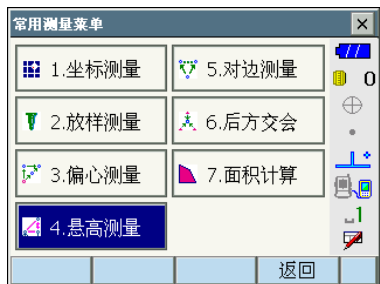 常用测量菜单
1.坐标测量
5.对边测量
0
2.放样测量
6.后方交会
3.偏心测量
7.面积计算
4.悬高测量
1
返回